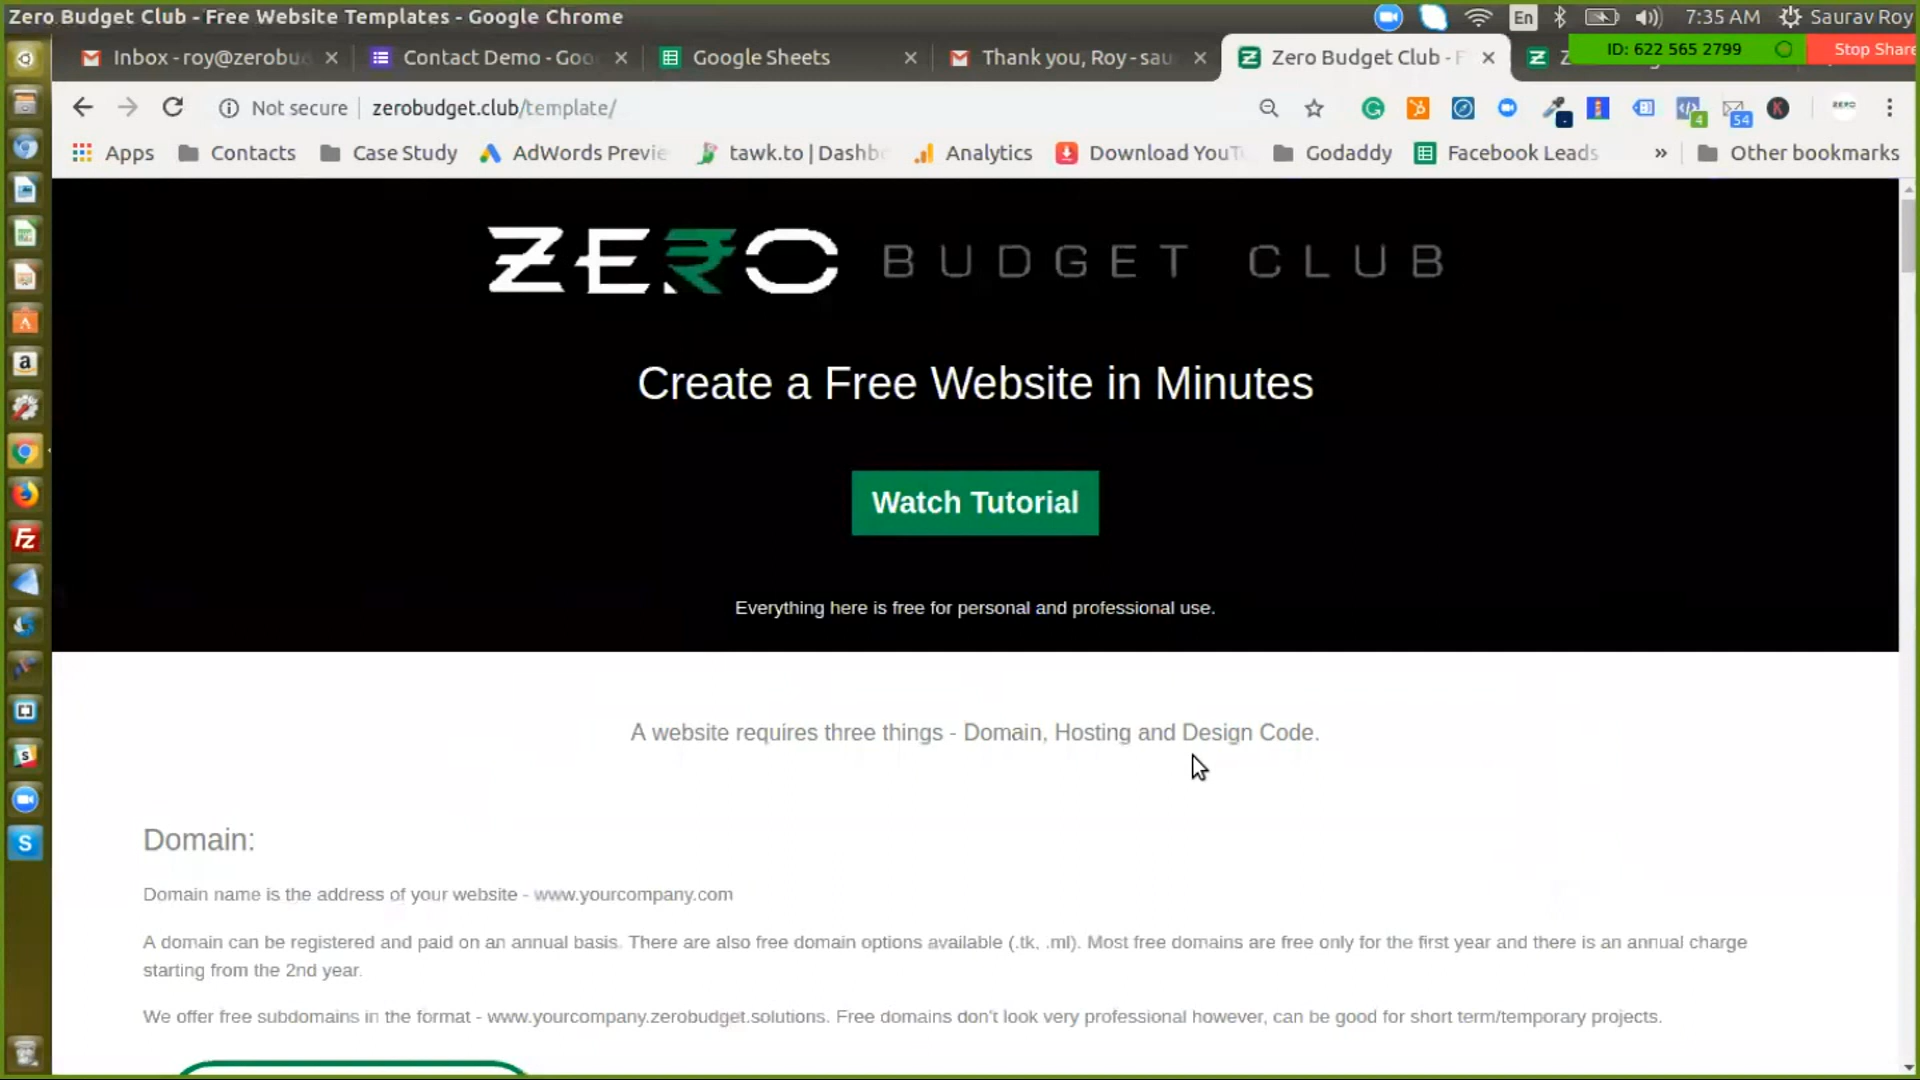 Zero Budget Club - Free Website Templates - Google Chrome
En
7:35 AM
Saurav Roy
Inbox - roy@zerobud
Contact Demo - Goo
Google Sheets
Thank you, Roy - sau
Zero Budget Club - F
ID: 622 565 2799
Stop Share
Not secure
zerobudget.club/template/
4
54
K
ZERO
Apps
Contacts
Case Study
AdWords Previe
tawk.to | Dashb
Analytics
Download YouT
Godaddy
Facebook Leads
»
Other bookmarks
ZE₹O BUDGET CLUB
Create a Free Website in Minutes
Watch Tutorial
Everything here is free for personal and professional use.
A website requires three things - Domain, Hosting and Design Code.
Domain:
Domain name is the address of your website - www.yourcompany.com
A domain can be registered and paid on an annual basis. There are also free domain options available (.tk, .ml). Most free domains are free only for the first year and there is an annual charge
starting from the 2nd year.
We offer free subdomains in the format - www.yourcompany.zerobudget.solutions. Free domains don't look very professional however, can be good for short term/temporary projects.